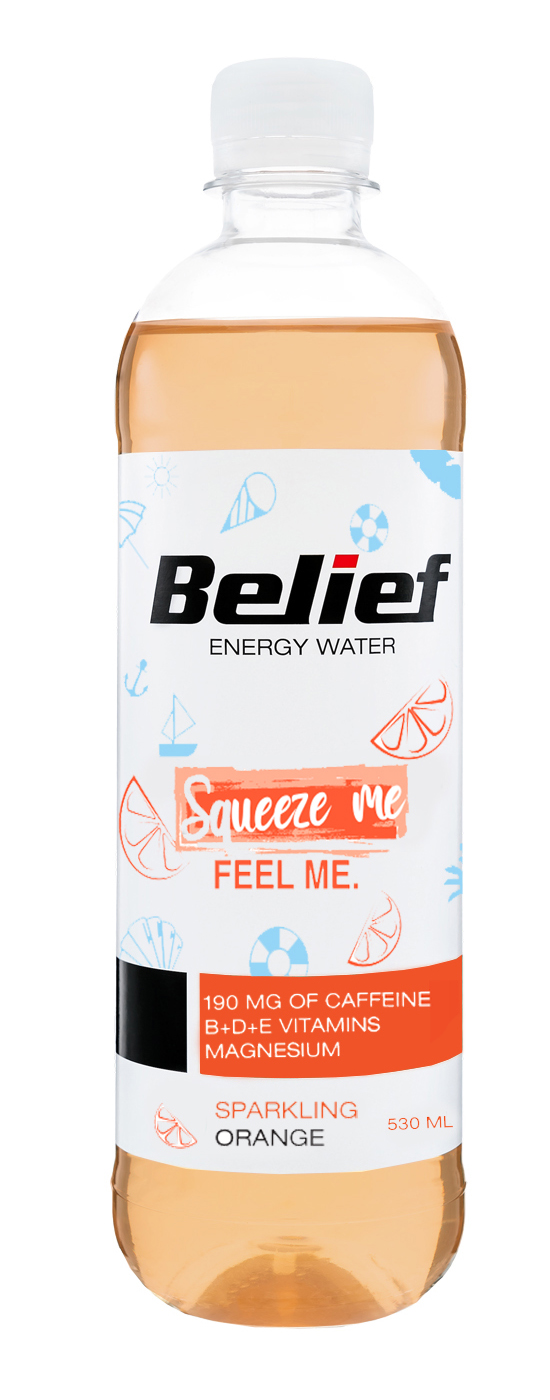 Belief
ENERGY WATER
Squeeze me
FEEL ME.
190 MG OF CAFFEINE
B+D+E VITAMINS
MAGNESIUM
SPARKLING
ORANGE
530 ML